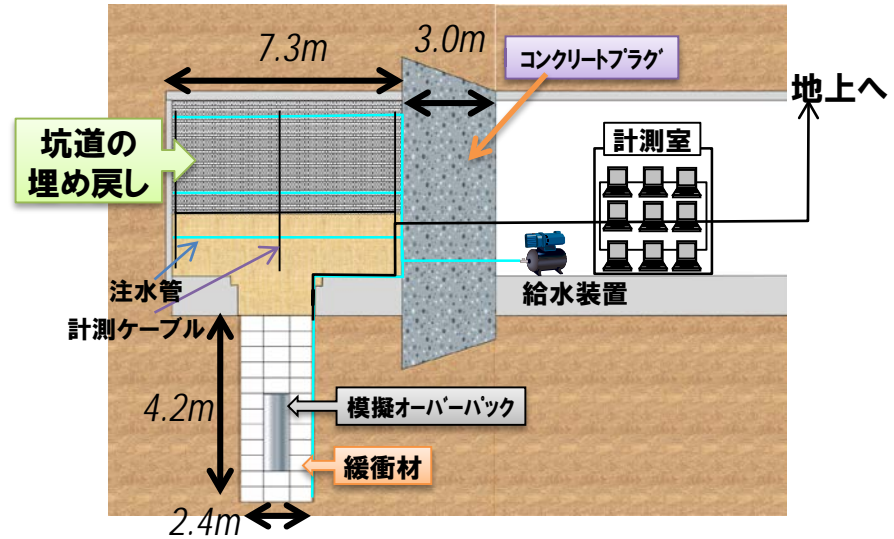 7.3m
3.0m
コンクリートプラグ
地上へ
坑道の
埋め戻し
計測室
注水管
給水装置
計測ケーブル
4.2m
模擬オーバーパック
緩衝材
2.4m